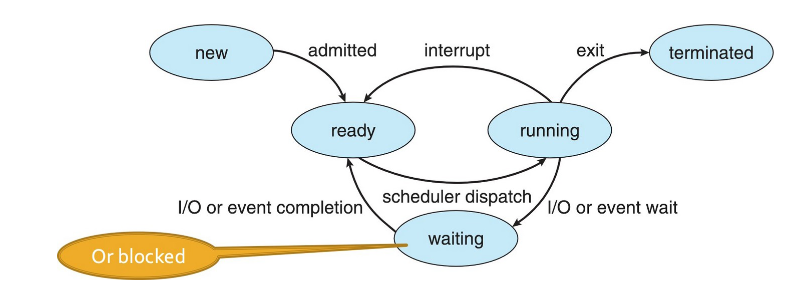 new
admitted
interrupt
exit
terminated
ready
running
scheduler dispatch
I/O or event completion
I/O or event wait
waiting
Or blocked